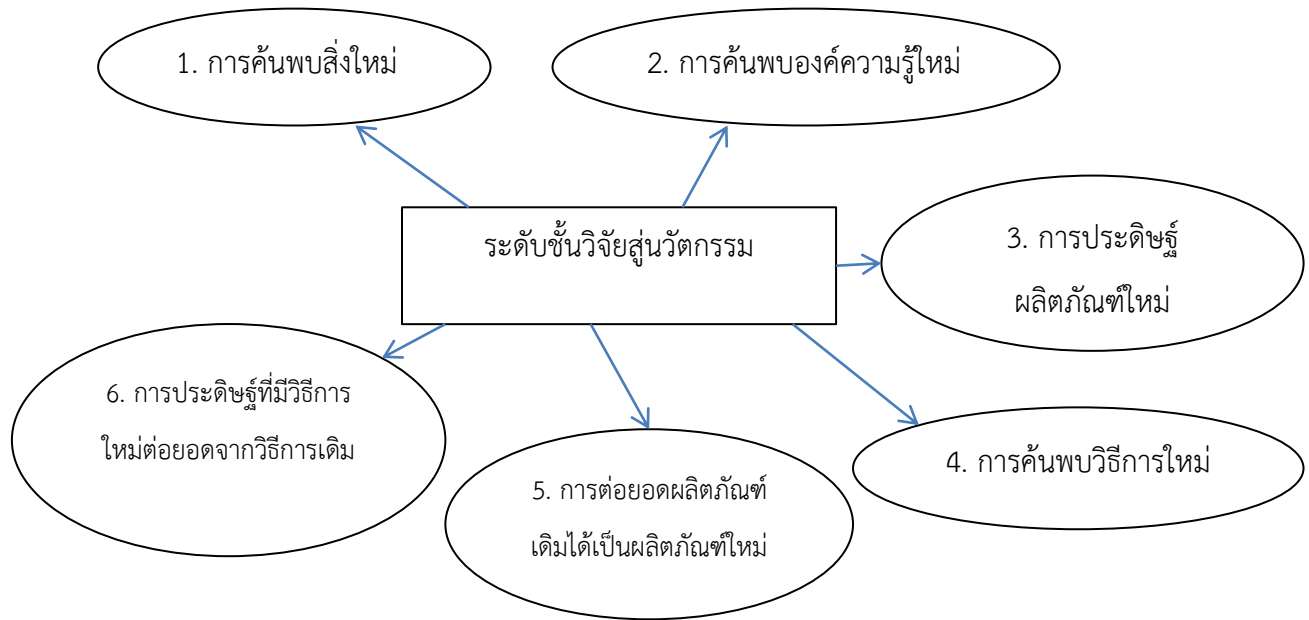 1. การค้นพบสิ่งใหม่
2. การค้นพบองค์ความรู้ใหม่
ระดับชั้นวิจัยสู่นวัตกรรม
3. การประดิษฐ์
ผลิตภัณฑ์ใหม่
4. การค้นพบวิธีการใหม่
5. การต่อยอดผลิตภัณฑ์
เดิมได้เป็นผลิตภัณฑ์ใหม่
6. การประดิษฐ์ที่มีวิธีการ
ใหม่ต่อยอดจากวิธีการเดิม